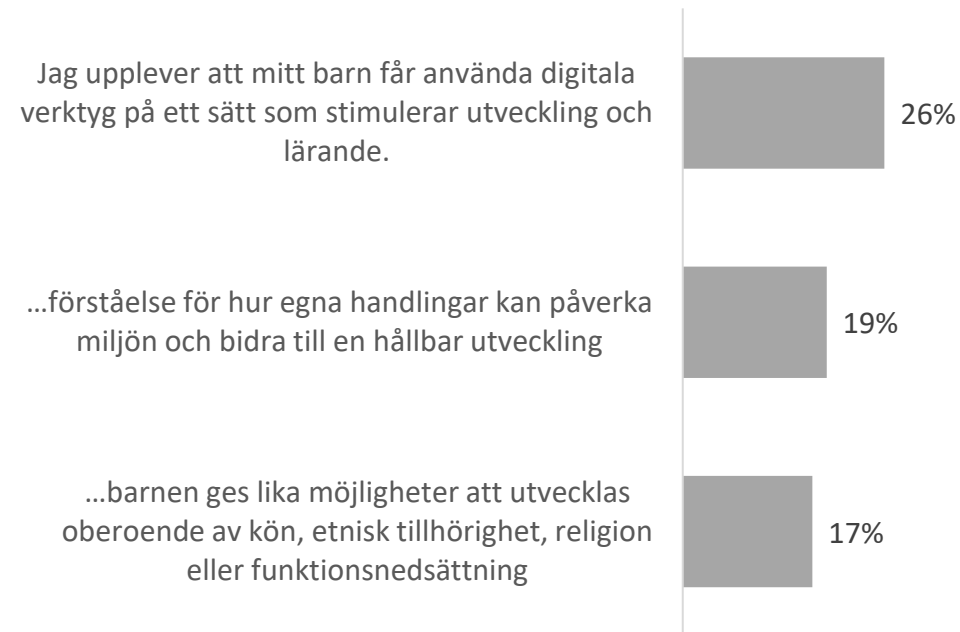 Jag upplever att mitt barn får använda digitala
verktyg på ett sätt som stimulerar utveckling och
lärande.
26%
…förståelse för hur egna handlingar kan påverka
miljön och bidra till en hållbar utveckling
19%
…barnen ges lika möjligheter att utvecklas
oberoende av kön, etnisk tillhörighet, religion
eller funktionsnedsättning
17%